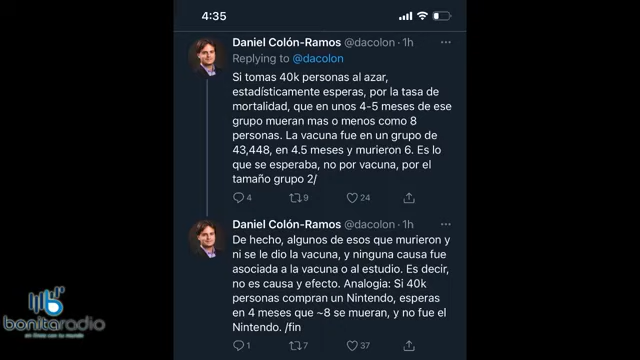 4:35
Daniel Colón-Ramos @dacolon · 1h
Replying to @dacolon
Si tomas 40k personas al azar,
estadísticamente esperas, por la tasa de
mortalidad, que en unos 4-5 meses de ese
grupo mueran mas o menos como 8
personas. La vacuna fue en un grupo de
43,448, en 4.5 meses y murieron 6. Es lo
que se esperaba, no por vacuna, por el
tamaño grupo 2/
4 9 24
Daniel Colón-Ramos @dacolon · 1h
De hecho, algunos de esos que murieron y
ni se le dio la vacuna, y ninguna causa fue
asociada a la vacuna o al estudio. Es decir,
no es causa y efecto. Analogia: Si 40k
personas compran un Nintendo, esperas
en 4 meses que ~8 se mueran, y no fue el
Nintendo. /fin
1 7 37
bonitaradio
en Dieta con tu mundo